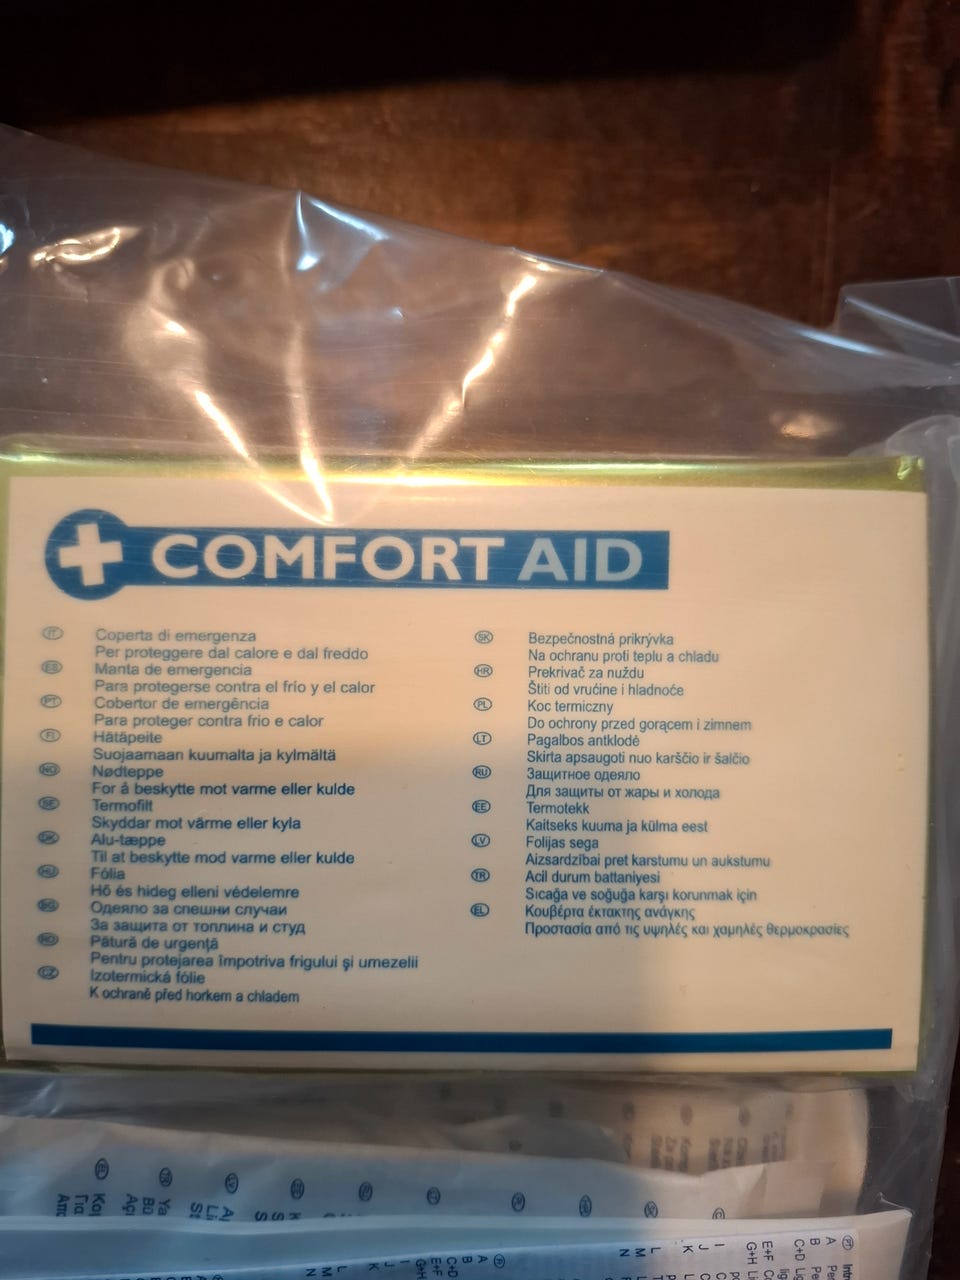 COMFORT AID
IT Coperta di emergenza
Per proteggere dal calore e dal freddo
ES Manta de emergencia
Para protegerse contra el frío y el calor
PT Cobertor de emergência
Para proteger contra frio e calor
FI Hätäpeite
Suojaamaan kuumalta ja kylmältä
NO Nødteppe
For å beskytte mot varme eller kulde
SE Termofilt
Skyddar mot värme eller kyla
DK Alu-tæppe
Til at beskytte mod varme eller kulde
HU Fólia
Hő és hideg elleni védelemre
BG Одеяло за спешни случаи
За защита от топлина и студ
RO Pătură de urgenţă
Pentru protejarea împotriva frigului şi umezelii
CZ Izotermická fólie
K ochraně před horkem a chladem
SK Bezpečnostná prikrývka
Na ochranu proti teplu a chladu
HR Prekrivač za nuždu
Štiti od vrućine i hladnoće
PL Koc termiczny
Do ochrony przed gorącem i zimnem
LT Pagalbos antklodė
Skirta apsaugoti nuo karščio ir šalčio
RU Защитное одеяло
Для защиты от жары и холода
EE Termotekk
Kaitseks kuuma ja külma eest
LV Folijas sega
Aizsardzībai pret karstumu un aukstumu
TR Acil durum battaniyesi
Sıcağa ve soğuğa karşı korunmak için
EL Κουβέρτα έκτακτης ανάγκης
Προστασία από τις υψηλές και χαμηλές θερμοκρασίες